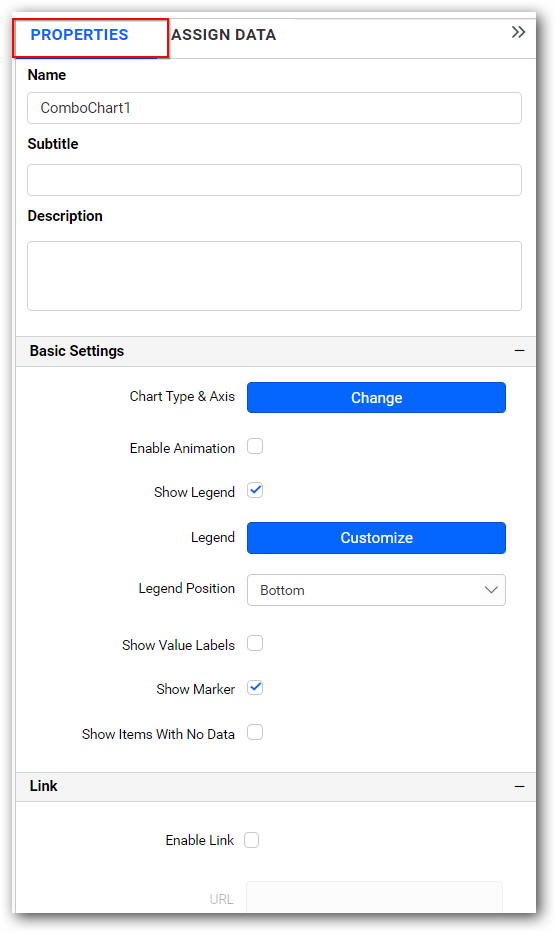 PROPERTIES ASSIGN DATA
Name
ComboChart1
Subtitle
Description
Basic Settings
Chart Type & Axis Change
Enable Animation
Show Legend
Legend Customize
Legend Position Bottom
Show Value Labels
Show Marker
Show Items With No Data
Link
Enable Link
URL